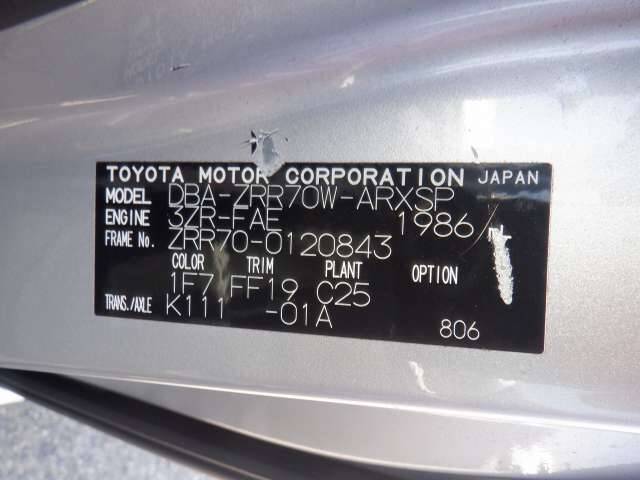 TOYOTA MOTOR CORPORATION JAPAN
MODEL DBA-ZRR70W-ARXSP
ENGINE 3ZR-FAE 1986 mL
FRAME No. ZRR70-0120843
COLOR TRIM PLANT OPTION
1F7 FF19 C25
TRANS./AXLE K111 -01A
806